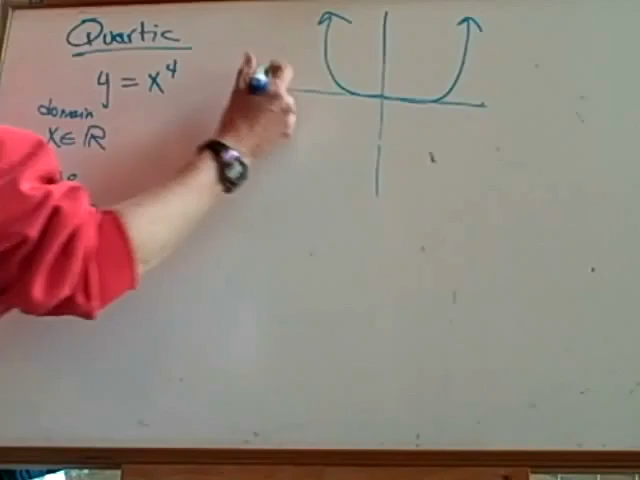 Quartic
y = x⁴
domain
x ∈ ℝ